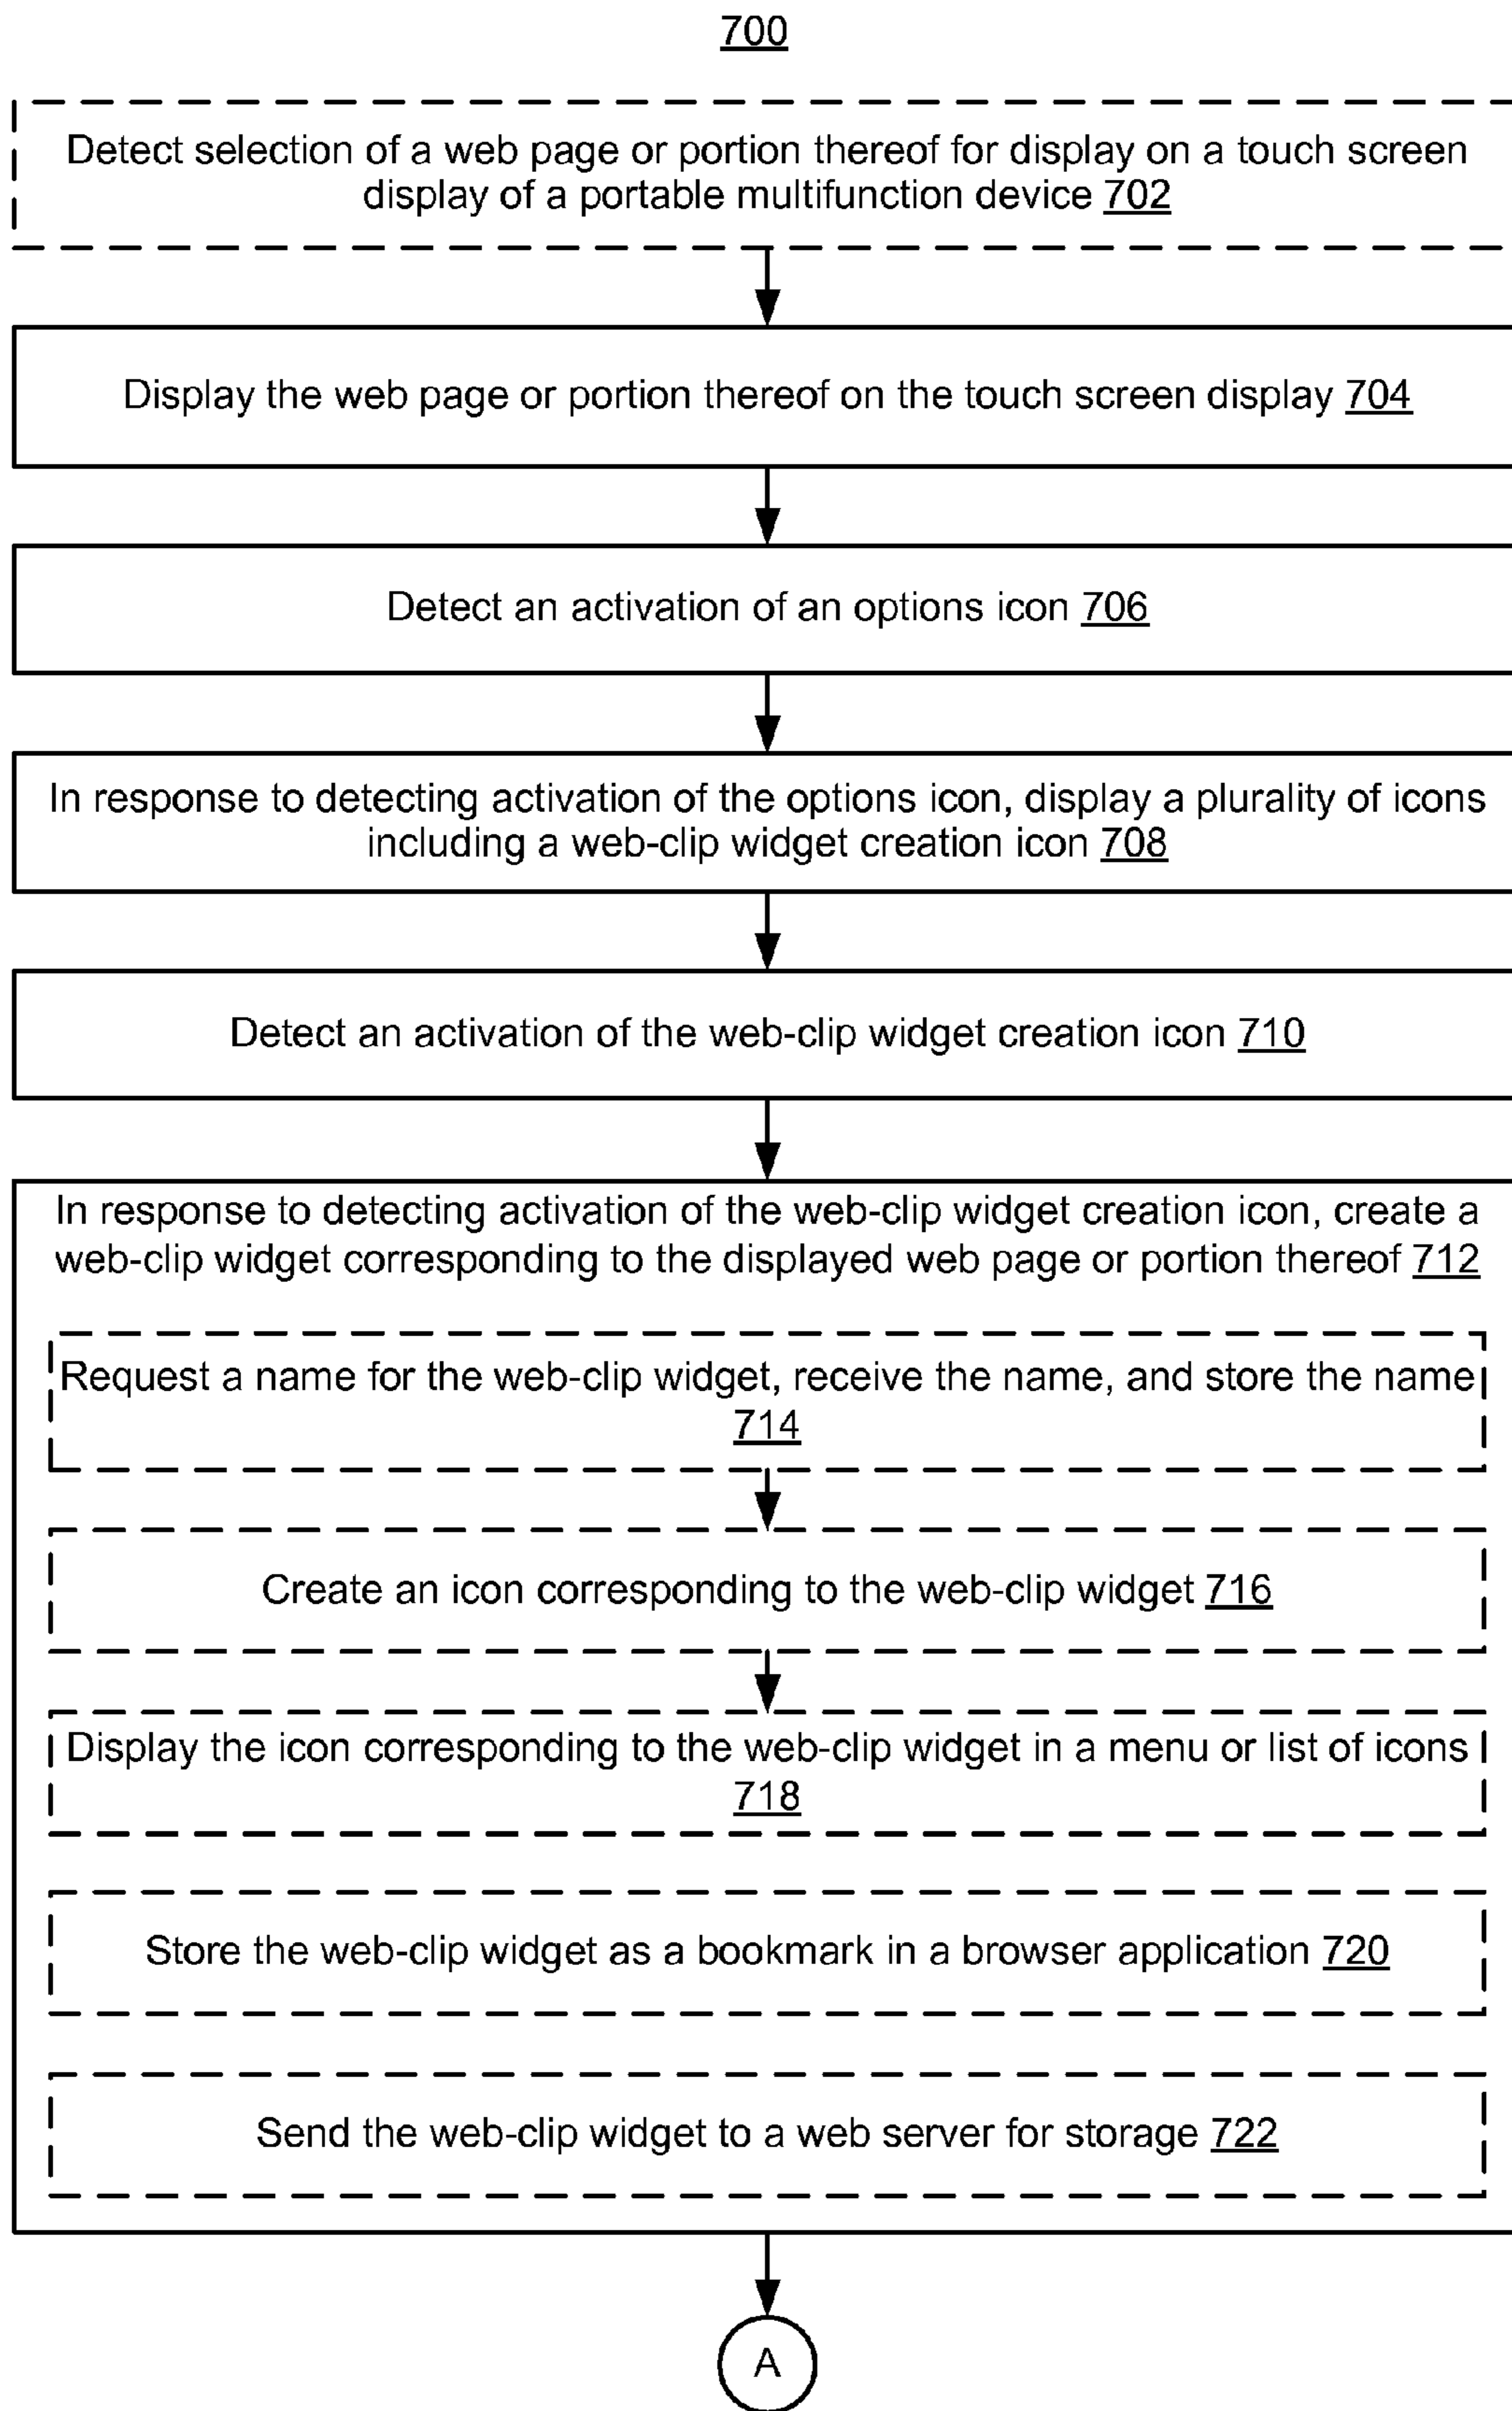 700
Detect selection of a web page or portion thereof for display on a touch screen
display of a portable multifunction device 702
Display the web page or portion thereof on the touch screen display 704
Detect an activation of an options icon 706
In response to detecting activation of the options icon, display a plurality of icons
including a web-clip widget creation icon 708
Detect an activation of the web-clip widget creation icon 710
In response to detecting activation of the web-clip widget creation icon, create a
web-clip widget corresponding to the displayed web page or portion thereof 712
Request a name for the web-clip widget, receive the name, and store the name
714
Create an icon corresponding to the web-clip widget 716
Display the icon corresponding to the web-clip widget in a menu or list of icons
718
Store the web-clip widget as a bookmark in a browser application 720
Send the web-clip widget to a web server for storage 722
A